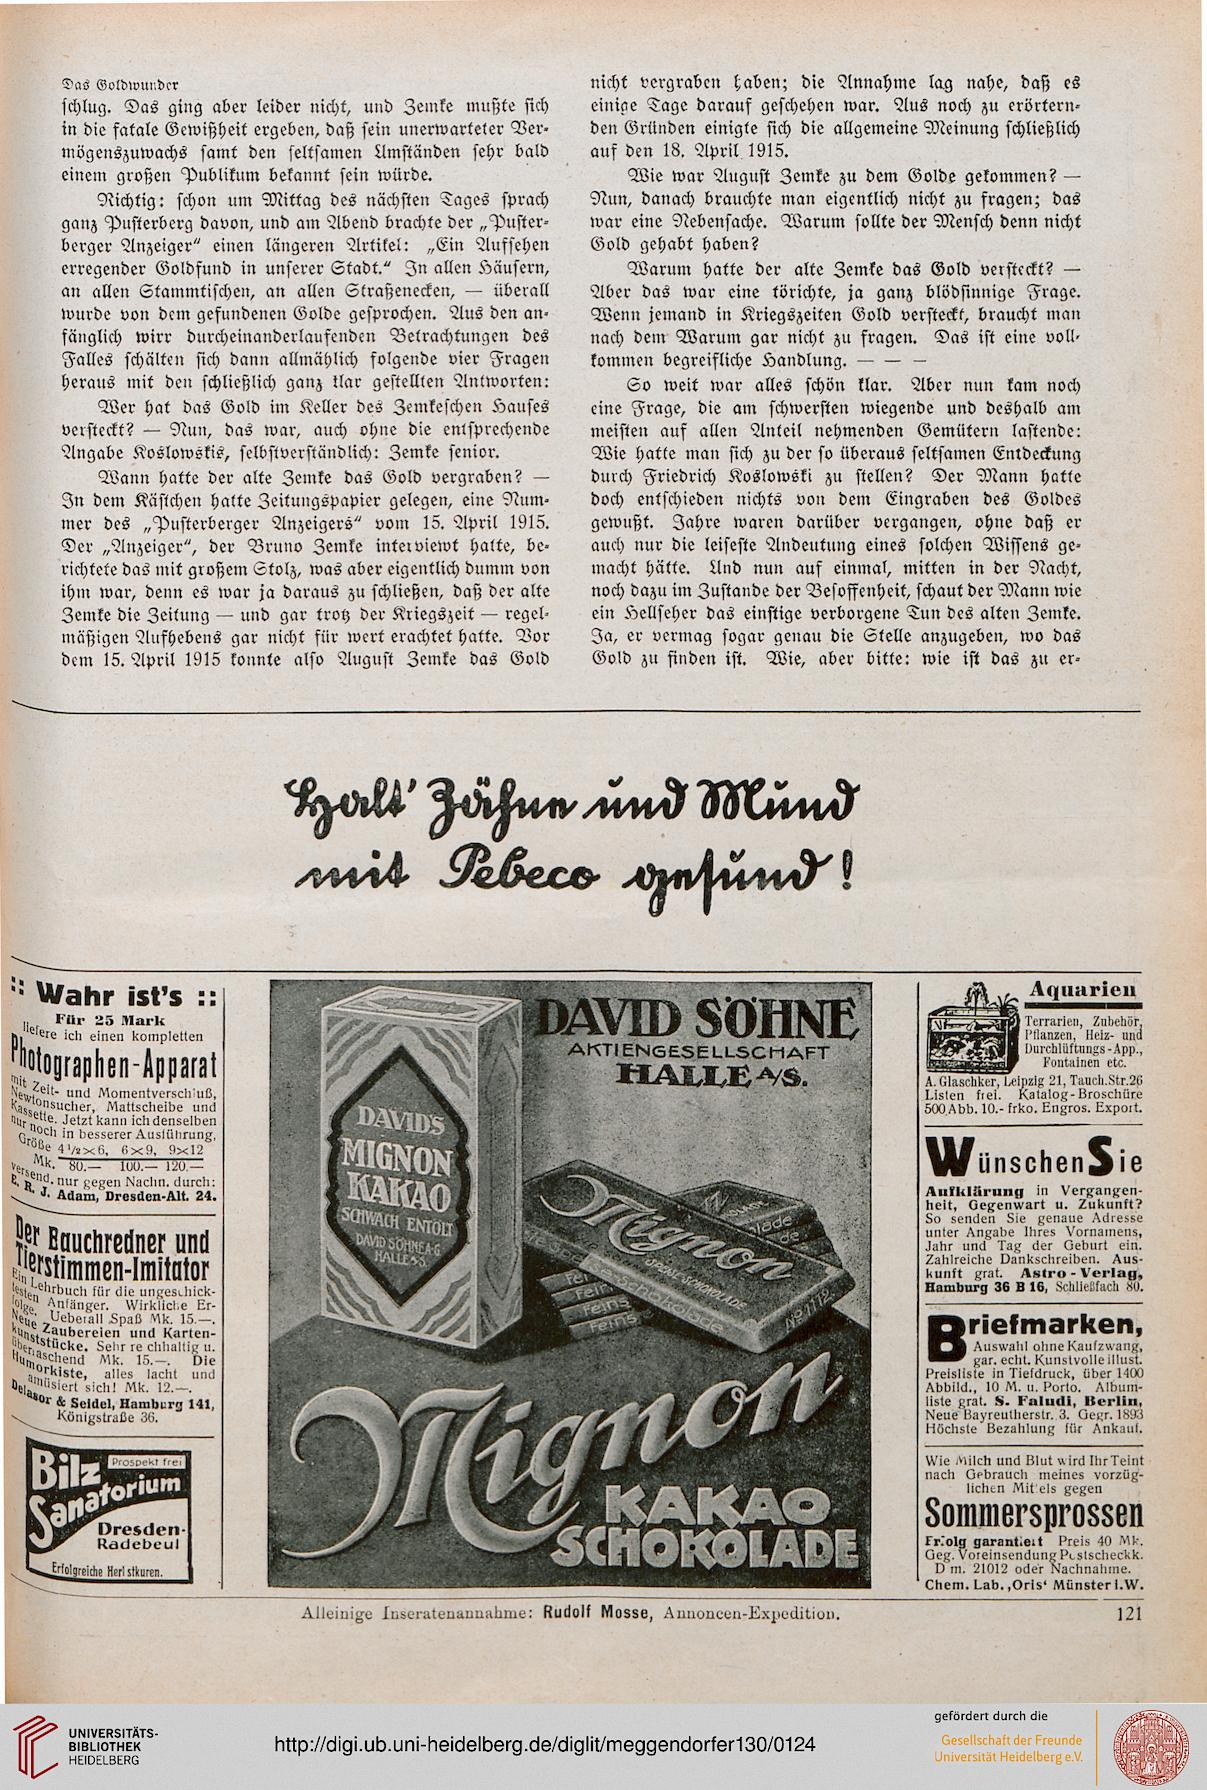 Das Goldwunder
schlug. Das ging aber leider nicht, und Zemke mußte sich
in die fatale Gewißheit ergeben, daß sein unerwarteter Ver-
mögenszuwachs samt den seltsamen Umständen sehr bald
einem großen Publikum bekannt sein würde.
Richtig: schon um Mittag des nächsten Tages sprach
ganz Pusterberg davon, und am Abend brachte der „Puster-
berger Anzeiger“ einen längeren Artikel: „Ein Aufsehen
erregender Goldfund in unserer Stadt.“ In allen Häusern,
an allen Stammtischen, an allen Straßenecken, — überall
wurde von dem gefundenen Golde gesprochen. Aus den an-
fänglich wirr durcheinanderlaufenden Betrachtungen des
Falles schälten sich dann allmählich folgende vier Fragen
heraus mit den schließlich ganz klar gestellten Antworten:
Wer hat das Gold im Keller des Zemkeschen Hauses
versteckt? — Nun, das war, auch ohne die entsprechende
Angabe Koslowskis, selbstverständlich: Zemke senior.
Wann hatte der alte Zemke das Gold vergraben? —
In dem Kästchen hatte Zeitungspapier gelegen, eine Num-
mer des „Pusterberger Anzeigers“ vom 15. April 1915.
Der „Anzeiger“, der Bruno Zemke interviewt hatte, be-
richtete das mit großem Stolz, was aber eigentlich dumm von
ihm war, denn es war ja daraus zu schließen, daß der alte
Zemke die Zeitung — und gar trotz der Kriegszeit — regel-
mäßigen Aufhebens gar nicht für wert erachtet hatte. Vor
dem 15. April 1915 konnte also August Zemke das Gold
nicht vergraben haben; die Annahme lag nahe, daß es
einige Tage darauf geschehen war. Aus noch zu erörtern-
den Gründen einigte sich die allgemeine Meinung schließlich
auf den 18. April 1915.
Wie war August Zemke zu dem Golde gekommen? —
Nun, danach brauchte man eigentlich nicht zu fragen; das
war eine Nebensache. Warum sollte der Mensch denn nicht
Gold gehabt haben?
Warum hatte der alte Zemke das Gold versteckt? —
Aber das war eine törichte, ja ganz blödsinnige Frage.
Wenn jemand in Kriegszeiten Gold versteckt, braucht man
nach dem Warum gar nicht zu fragen. Das ist eine voll-
kommen begreifliche Handlung. — — —
So weit war alles schön klar. Aber nun kam noch
eine Frage, die am schwersten wiegende und deshalb am
meisten auf allen Anteil nehmenden Gemütern lastende:
Wie hatte man sich zu der so überaus seltsamen Entdeckung
durch Friedrich Koslowski zu stellen? Der Mann hatte
doch entschieden nichts von dem Eingraben des Goldes
gewußt. Jahre waren darüber vergangen, ohne daß er
auch nur die leiseste Andeutung eines solchen Wissens ge-
macht hätte. Und nun auf einmal, mitten in der Nacht,
noch dazu im Zustande der Besoffenheit, schaut der Mann wie
ein Hellseher das einstige verborgene Tun des alten Zemke.
Ja, er vermag sogar genau die Stelle anzugeben, wo das
Gold zu finden ist. Wie, aber bitte: wie ist das zu er-
Halt' Zähne und Mund
mit Pebeco gesund!
:: Wahr ist's ::
Für 25 Mark
liefere ich einen kompletten
Photographen-Apparat
mit Zeit- und Momentverschluß,
Newtonsucher, Mattscheibe und
Kassette. Jetzt kann ich denselben
nur noch in besserer Ausführung,
Größe 4½×6, 6×9, 9×12
Mk. 80.— 100.— 120.—
versend. nur gegen Nachn. durch:
E. R. J. Adam, Dresden-Alt. 24.
Der Bauchredner und
Tierstimmen-Imitator
Ein Lehrbuch für die ungeschick-
testen Anfänger. Wirkliche Er-
folge. Ueberall Spaß Mk. 15.—.
Neue Zaubereien und Karten-
kunststücke. Sehr reichhaltig u.
überraschend Mk. 15.—. Die
Humorkiste, alles lacht und
amüsiert sich! Mk. 12.—.
Delasor & Seldel, Hamburg 141,
Königstraße 36.
Bilz
Prospekt frei
Sanatorium
Dresden-
Radebeul
Erfolgreiche Herbstkuren.
DAVID SÖHNE
AKTIENGESELLSCHAFT
HALLE A/S.
DAVID'S
MIGNON
KAKAO
SCHWACH ENTÖLT
DAVID SÖHNE A-G
HALLE A/S.
Mignon
Mignon
KAKAO
SCHOKOLADE
Aquarien
Terrarien, Zubehör,
Pflanzen, Heiz- und
Durchlüftungs-App.,
Fontainen etc.
A. Glaschker, Leipzig 21, Tauch.Str.26
Listen frei. Katalog-Broschüre
500 Abb. 10.- frko. Engros. Export.
Wünschen Sie
Aufklärung in Vergangen-
heit, Gegenwart u. Zukunft?
So senden Sie genaue Adresse
unter Angabe Ihres Vornamens,
Jahr und Tag der Geburt ein.
Zahlreiche Dankschreiben. Aus-
kunft grat. Astro-Verlag,
Hamburg 36 B 16, Schließfach 80.
Briefmarken,
Auswahl ohne Kaufzwang,
gar. echt. Kunstvolle illust.
Preisliste in Tiefdruck, über 1400
Abbild., 10 M. u. Porto. Album-
liste grat. S. Faludi, Berlin,
Neue Bayreutherstr. 3. Gegr. 1893
Höchste Bezahlung für Ankauf.
Wie Milch und Blut wird Ihr Teint
nach Gebrauch meines vorzüg-
lichen Mittels gegen
Sommersprossen
Erfolg garantiert Preis 40 Mk.
Geg. Voreinsendung Postscheckk.
D m. 21012 oder Nachnahme.
Chem. Lab. ‚Oris‘ Münster i.W.
Alleinige Inseratenannahme: Rudolf Mosse, Annoncen-Expedition.
121
UNIVERSITÄTS-
BIBLIOTHEK
HEIDELBERG
http://digi.ub.uni-heidelberg.de/diglit/meggendorfer130/0124
gefördert durch die
Gesellschaft der Freunde
Universität Heidelberg e.V.